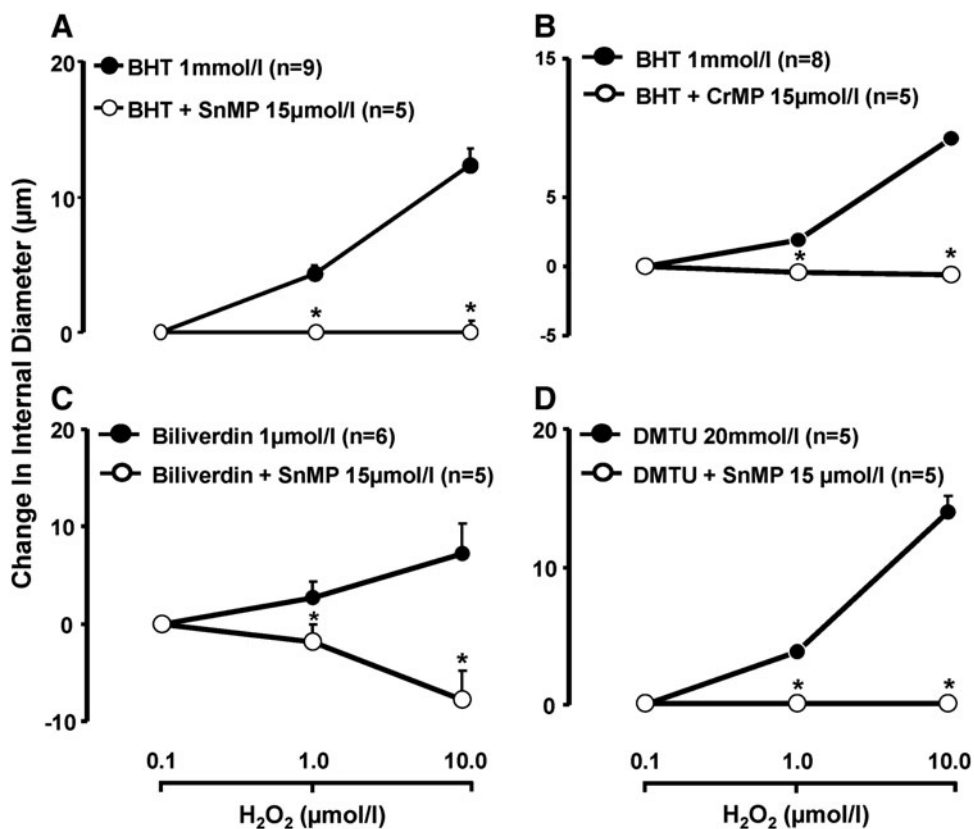 A
20
BHT 1mmol/l (n=9)
BHT + SnMP 15µmol/l (n=5)
10
*
*
0
B
15
BHT 1mmol/l (n=8)
BHT + CrMP 15µmol/l (n=5)
5
*
*
0
-5
Change In Internal Diameter (µm)
C
20
Biliverdin 1µmol/l (n=6)
Biliverdin + SnMP 15µmol/l (n=5)
10
0
*
*
-10
0.1 1.0 10.0
H₂O₂ (µmol/l)
D
20
DMTU 20mmol/l (n=5)
DMTU + SnMP 15 µmol/l (n=5)
10
*
*
0
0.1 1.0 10.0
H₂O₂ (µmol/l)